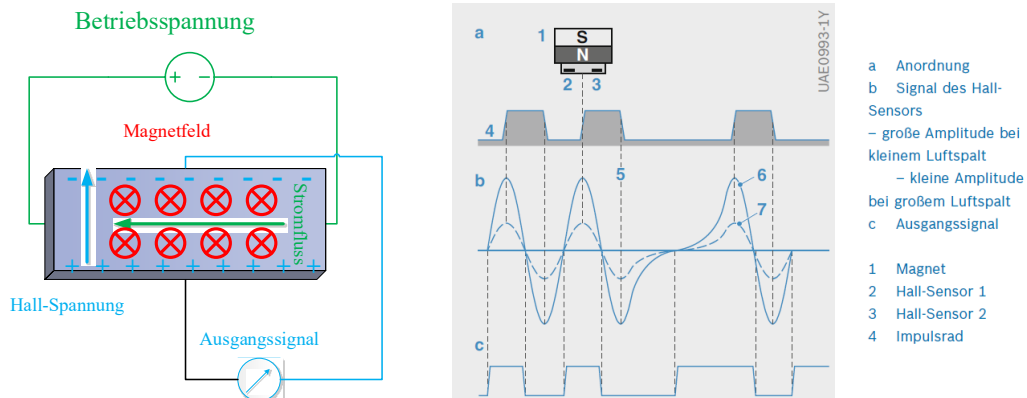 Betriebsspannung
+ −
Magnetfeld
- - - - - - - -
Stromfluss
+ + + + + + + +
Hall-Spannung
Ausgangssignal
a
1
S
N
2 3
4
b
5
6
7
c
UAE0993-1Y
a Anordnung
b Signal des Hall-
Sensors
– große Amplitude bei
kleinem Luftspalt
– kleine Amplitude
bei großem Luftspalt
c Ausgangssignal
1 Magnet
2 Hall-Sensor 1
3 Hall-Sensor 2
4 Impulsrad